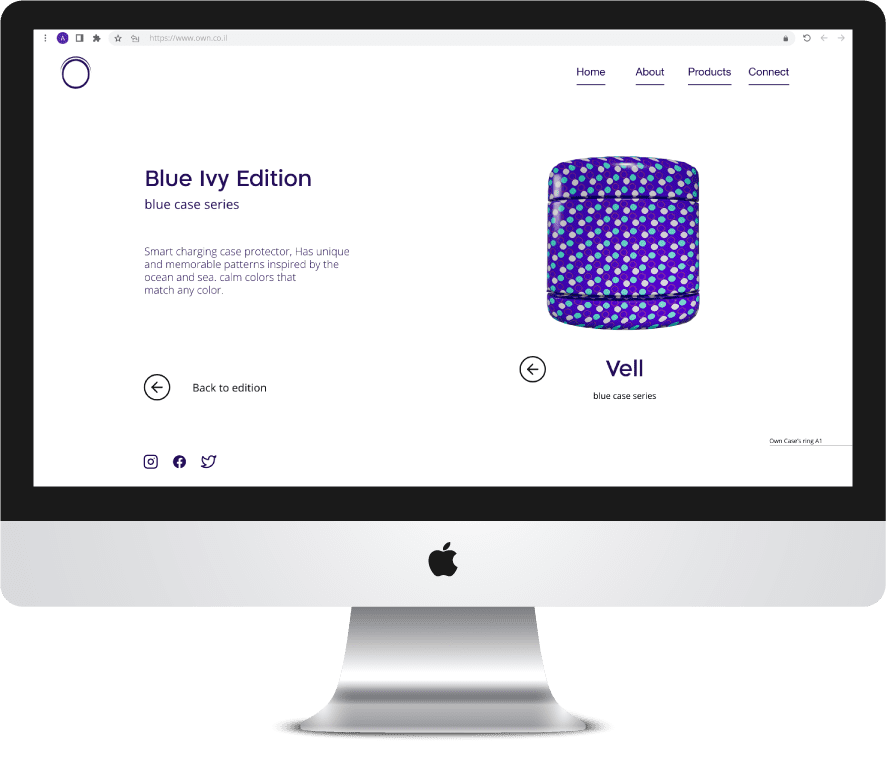 A
https://www.own.co.il
Home About Products Connect
Blue Ivy Edition
blue case series
Smart charging case protector, Has unique
and memorable patterns inspired by the
ocean and sea. calm colors that
match any color.
Back to edition
Vell
blue case series
Own Case's ring A1